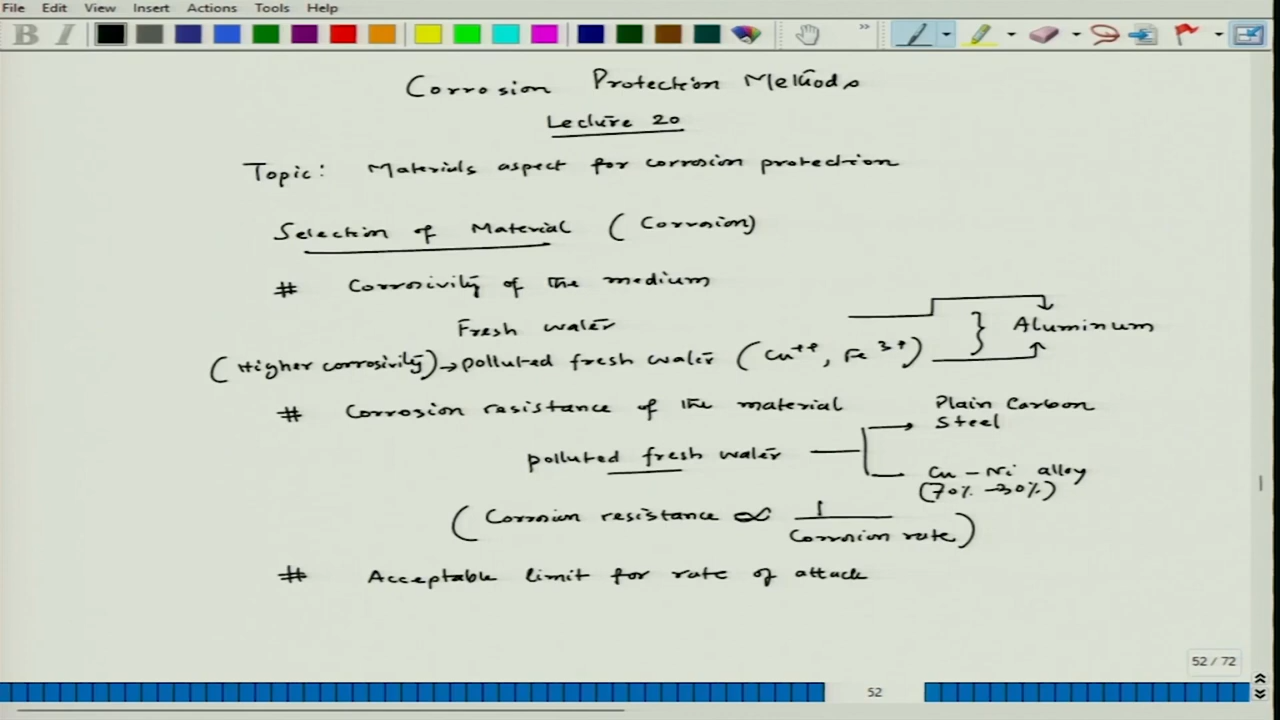 File Edit View Insert Actions Tools Help
B I
Corrosion Protection Methods
Lecture 20
Topic: Materials aspect for corrosion protection
Selection of Material (Corrosion)
# Corrosivity of the medium
Fresh water
Aluminum
(Higher corrosivity) → polluted fresh water (Cu++, Fe3+)
# Corrosion resistance of the material
Plain Carbon
Steel
polluted fresh water
Cu-Ni alloy
(70% -30%)
(Corrosion resistance ∝ 1 / Corrosion rate)
# Acceptable limit for rate of attack
52 / 72
52